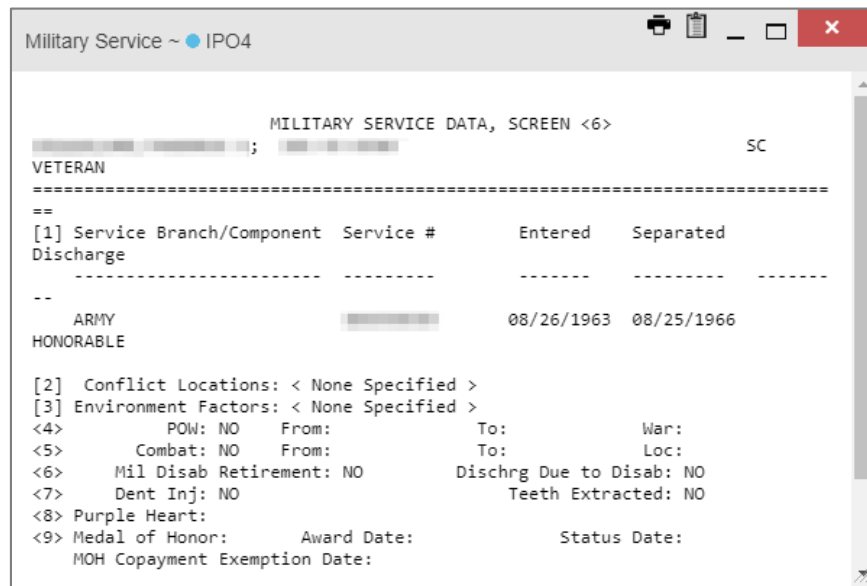 Military Service ~ IPO4
MILITARY SERVICE DATA, SCREEN <6>
; SC
VETERAN
================================================================================
==
[1] Service Branch/Component Service # Entered Separated
Discharge
------------------------ --------- ------- --------- -------
--
ARMY 08/26/1963 08/25/1966
HONORABLE
[2] Conflict Locations: < None Specified >
[3] Environment Factors: < None Specified >
<4> POW: NO From: To: War:
<5> Combat: NO From: To: Loc:
<6> Mil Disab Retirement: NO Dischrg Due to Disab: NO
<7> Dent Inj: NO Teeth Extracted: NO
<8> Purple Heart:
<9> Medal of Honor: Award Date: Status Date:
MOH Copayment Exemption Date: